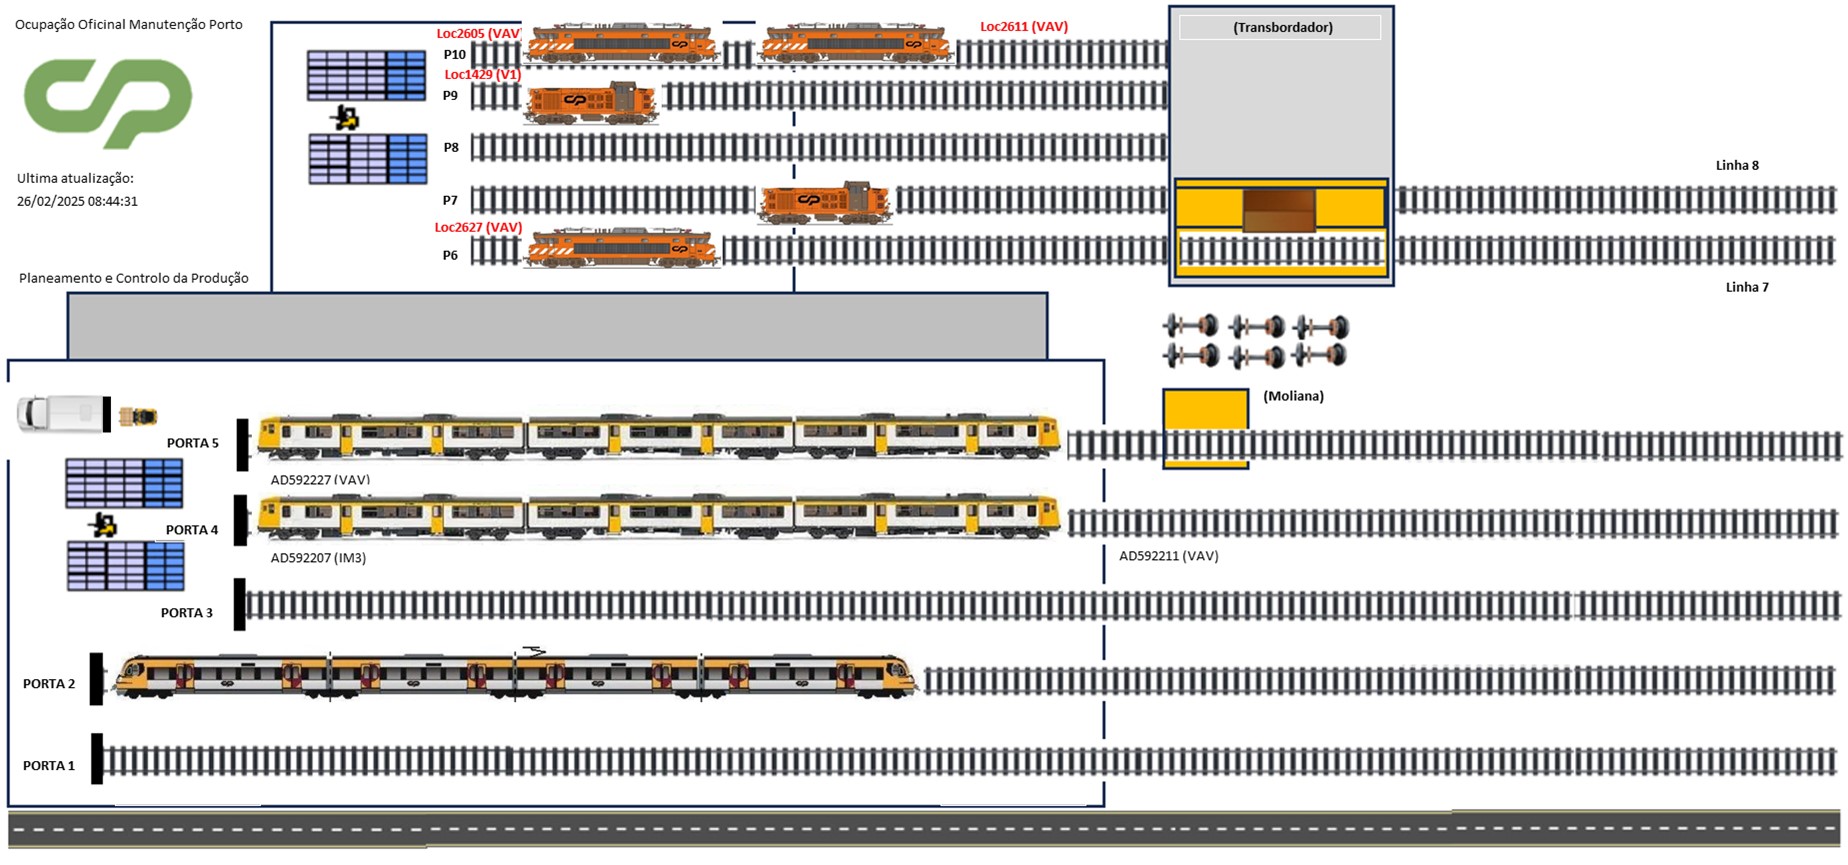 Ocupação Oficinal Manutenção Porto
Loc2605 (VAV)
Loc2611 (VAV)
(Transbordador)
P10
Loc1429 (V1)
P9
P8
Linha 8
Ultima atualização:
26/02/2025 08:44:31
P7
Loc2627 (VAV)
P6
Planeamento e Controlo da Produção
Linha 7
(Moliana)
PORTA 5
AD592227 (VAV)
PORTA 4
AD592207 (IM3)
AD592211 (VAV)
PORTA 3
PORTA 2
PORTA 1